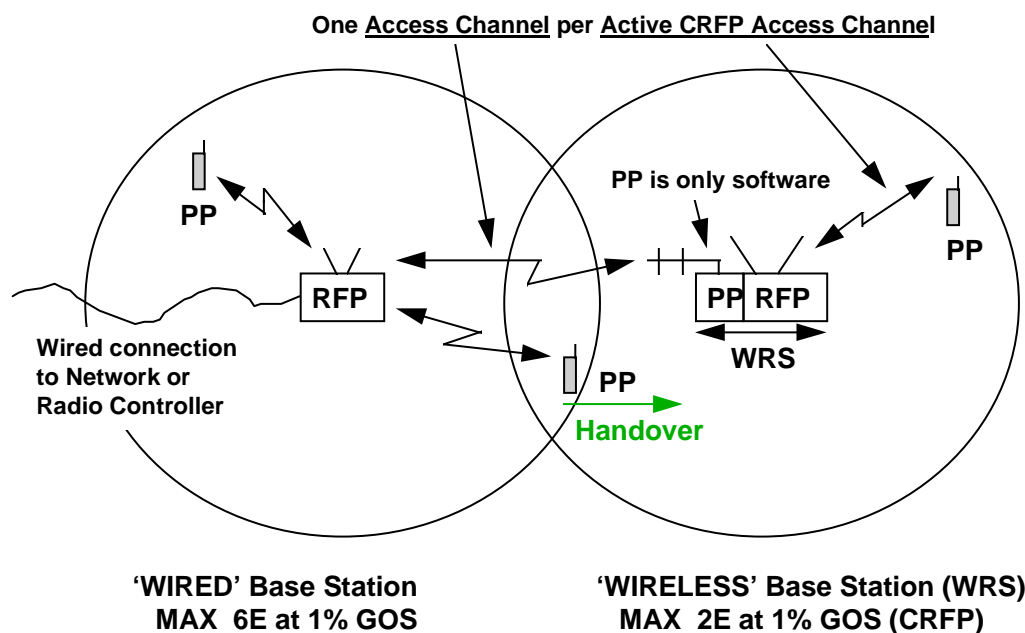 One Access Channel per Active CRFP Access Channel
PP is only software
PP
PP
RFP
PP RFP
WRS
Wired connection
to Network or
Radio Controller
PP
Handover
‘WIRED’ Base Station
MAX 6E at 1% GOS
‘WIRELESS’ Base Station (WRS)
MAX 2E at 1% GOS (CRFP)